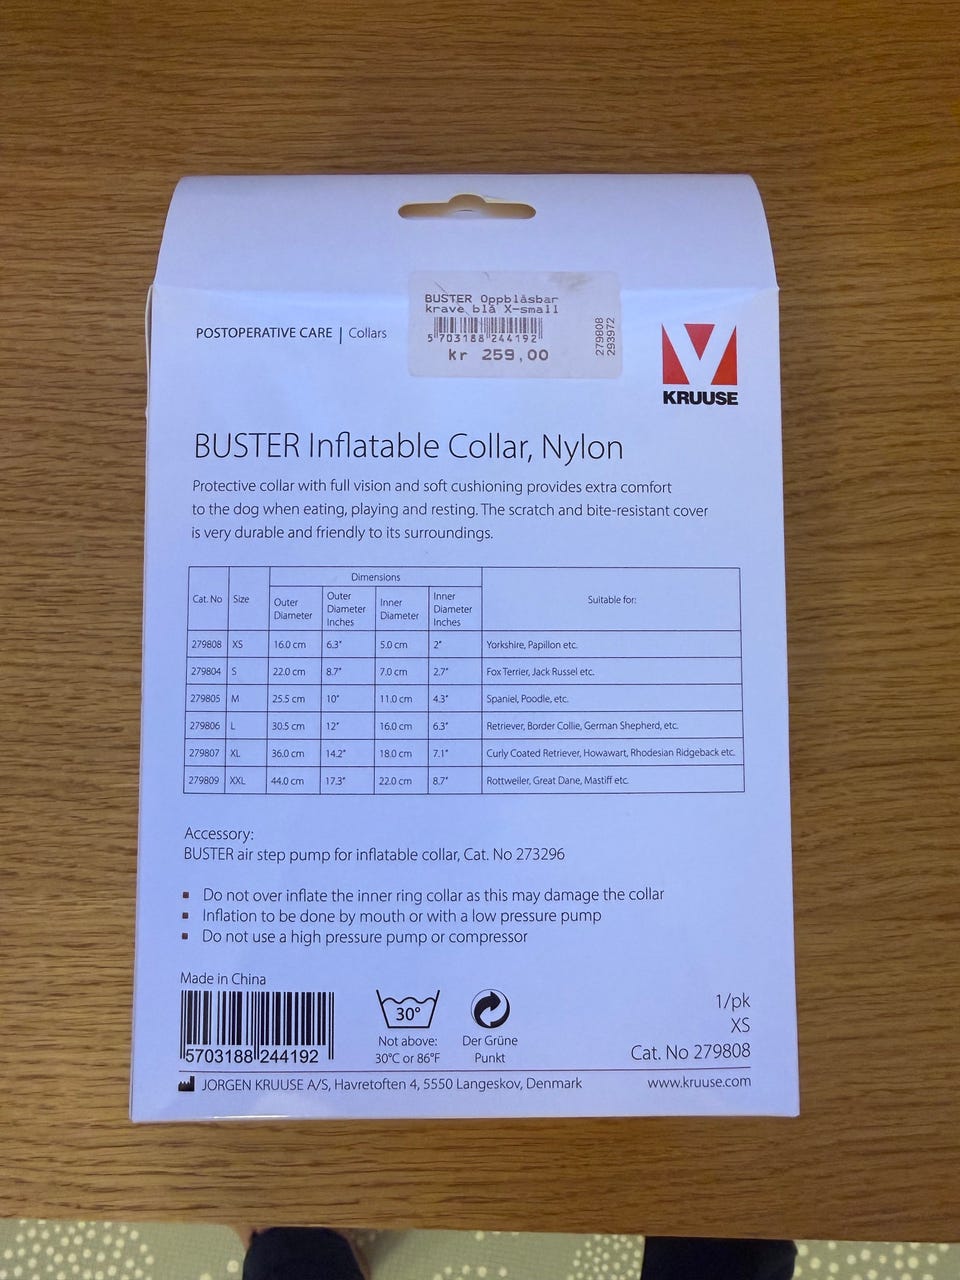 BUSTER Oppblåsbar
krave blå X-small
5 703188 244192
kr 259,00
279808
293972
POSTOPERATIVE CARE | Collars
KRUUSE
BUSTER Inflatable Collar, Nylon
Protective collar with full vision and soft cushioning provides extra comfort
to the dog when eating, playing and resting. The scratch and bite-resistant cover
is very durable and friendly to its surroundings.
Cat. No Size Dimensions Suitable for:
Outer Diameter Outer Diameter Inches Inner Diameter Inner Diameter Inches
279808 XS 16.0 cm 6.3" 5.0 cm 2" Yorkshire, Papillon etc.
279804 S 22.0 cm 8.7" 7.0 cm 2.7" Fox Terrier, Jack Russel etc.
279805 M 25.5 cm 10" 11.0 cm 4.3" Spaniel, Poodle, etc.
279806 L 30.5 cm 12" 16.0 cm 6.3" Retriever, Border Collie, German Shepherd, etc.
279807 XL 36.0 cm 14.2" 18.0 cm 7.1" Curly Coated Retriever, Howawart, Rhodesian Ridgeback etc.
279809 XXL 44.0 cm 17.3" 22.0 cm 8.7" Rottweiler, Great Dane, Mastiff etc.
Accessory:
BUSTER air step pump for inflatable collar, Cat. No 273296
▪ Do not over inflate the inner ring collar as this may damage the collar
▪ Inflation to be done by mouth or with a low pressure pump
▪ Do not use a high pressure pump or compressor
Made in China
5703188 244192
30°
Not above:
30°C or 86°F
Der Grüne
Punkt
1/pk
XS
Cat. No 279808
JORGEN KRUUSE A/S, Havretoften 4, 5550 Langeskov, Denmark
www.kruuse.com